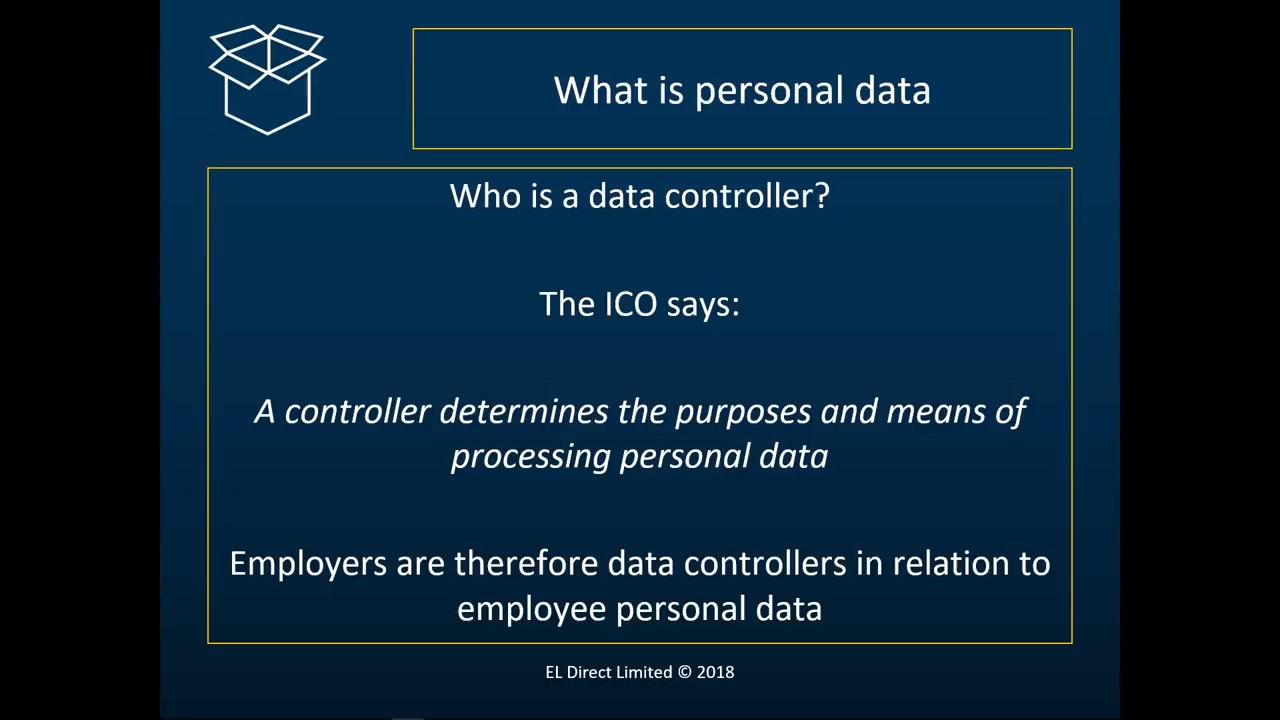 What is personal data
Who is a data controller?
The ICO says:
A controller determines the purposes and means of
processing personal data
Employers are therefore data controllers in relation to
employee personal data
EL Direct Limited © 2018